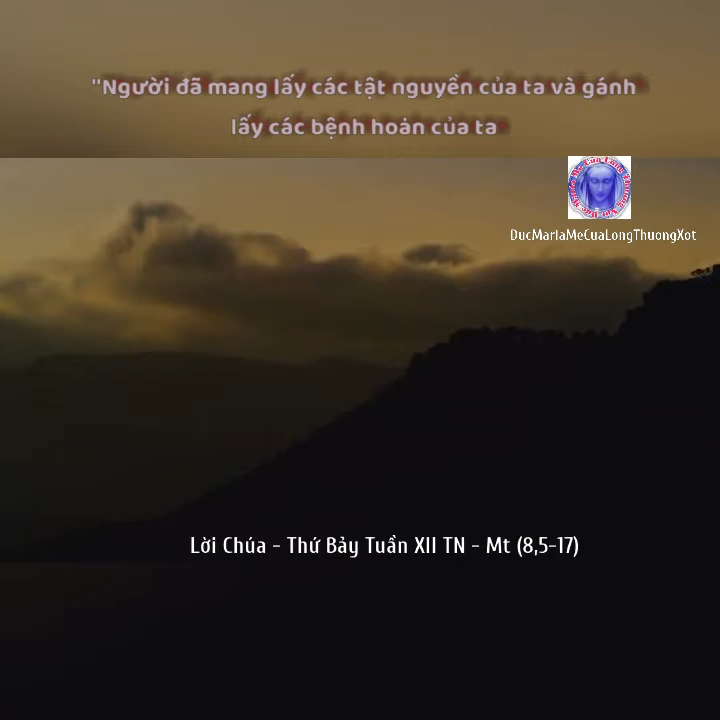 "Người đã mang lấy các tật nguyền của ta và gánh
lấy các bệnh hoạn của ta
DucMariaMeCuaLongThuongXot
Lời Chúa - Thứ Bảy Tuần XII TN - Mt (8,5-17)